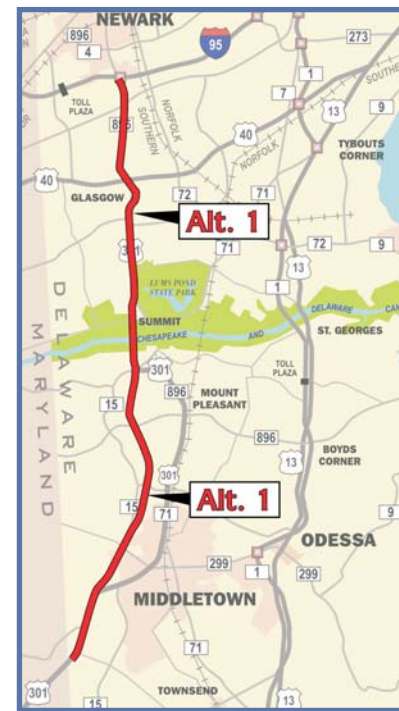 NEWARK
896
4
95
273
1
TOLL
PLAZA
7
SOUTHERN
NORFOLK
13
9
896
40
TYBOUTS
CORNER
NORFOLK
40
GLASGOW
72
71
Alt. 1
301
71
72
9
13
LUMS POND
STATE PARK
1
DELAWARE
MARYLAND
SUMMIT
CHESAPEAKE
AND
DELAWARE
CAN
ST. GEORGES
301
TOLL
PLAZA
896
MOUNT
PLEASANT
15
896
BOYDS
CORNER
13
301
15
Alt. 1
71
9
ODESSA
299
1
299
MIDDLETOWN
71
301
15
TOWNSEND
13